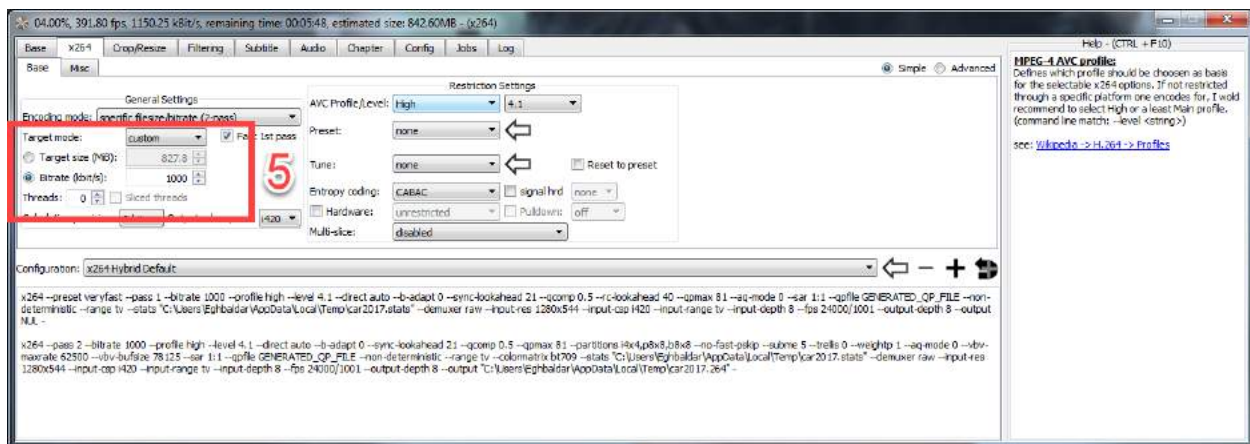 04.00%, 391.80 fps, 1150.25 kBit/s, remaining time: 00:05:48, estimated size: 842.60MB - (x264)
Base x264 Crop/Resize Filtering Subtitle Audio Chapter Config Jobs Log
Base Misc
Simple Advanced
General Settings
Encoding mode: specific filesize/bitrate (2-pass)
Target mode: custom Fast 1st pass
Target size (MiB): 827.8
Bitrate (kbit/s): 1000
Threads: 0 Sliced threads
i420
5
Restriction Settings
AVC Profile/Level: High 4.1
Preset: none
Tune: none Reset to preset
Entropy coding: CABAC signal hrd none
Hardware: unrestricted Pulldown: off
Multi-slice: disabled
Configuration: x264 Hybrid Default
x264 --preset veryfast --pass 1 --bitrate 1000 --profile high --level 4.1 --direct auto --b-adapt 0 --sync-lookahead 21 --qcomp 0.5 --rc-lookahead 40 --qpmax 81 --aq-mode 0 --sar 1:1 --qpfile GENERATED_QP_FILE --non-
deterministic --range tv --stats "C:\Users\Eghbaldar\AppData\Local\Temp\car2017.stats" --demuxer raw --input-res 1280x544 --input-csp i420 --input-range tv --input-depth 8 --fps 24000/1001 --output-depth 8 --output
NUL -
x264 --pass 2 --bitrate 1000 --profile high --level 4.1 --direct auto --b-adapt 0 --sync-lookahead 21 --qcomp 0.5 --qpmax 81 --partitions i4x4,p8x8,b8x8 --no-fast-pskip --subme 5 --trellis 0 --weightp 1 --aq-mode 0 --vbv-
maxrate 62500 --vbv-bufsize 78125 --sar 1:1 --qpfile GENERATED_QP_FILE --non-deterministic --range tv --colormatrix bt709 --stats "C:\Users\Eghbaldar\AppData\Local\Temp\car2017.stats" --demuxer raw --input-res
1280x544 --input-csp i420 --input-range tv --input-depth 8 --fps 24000/1001 --output-depth 8 --output "C:\Users\Eghbaldar\AppData\Local\Temp\car2017.264" -
Help - (CTRL + F10)
MPEG-4 AVC profile:
Defines which profile should be choosen as basis
for the selectable x264 options. If not restricted
through a specific platform one encodes for, I wold
recommend to select High or a least Main profile.
(command line match: --level <string>)
see: Wikipedia -> H.264 -> Profiles